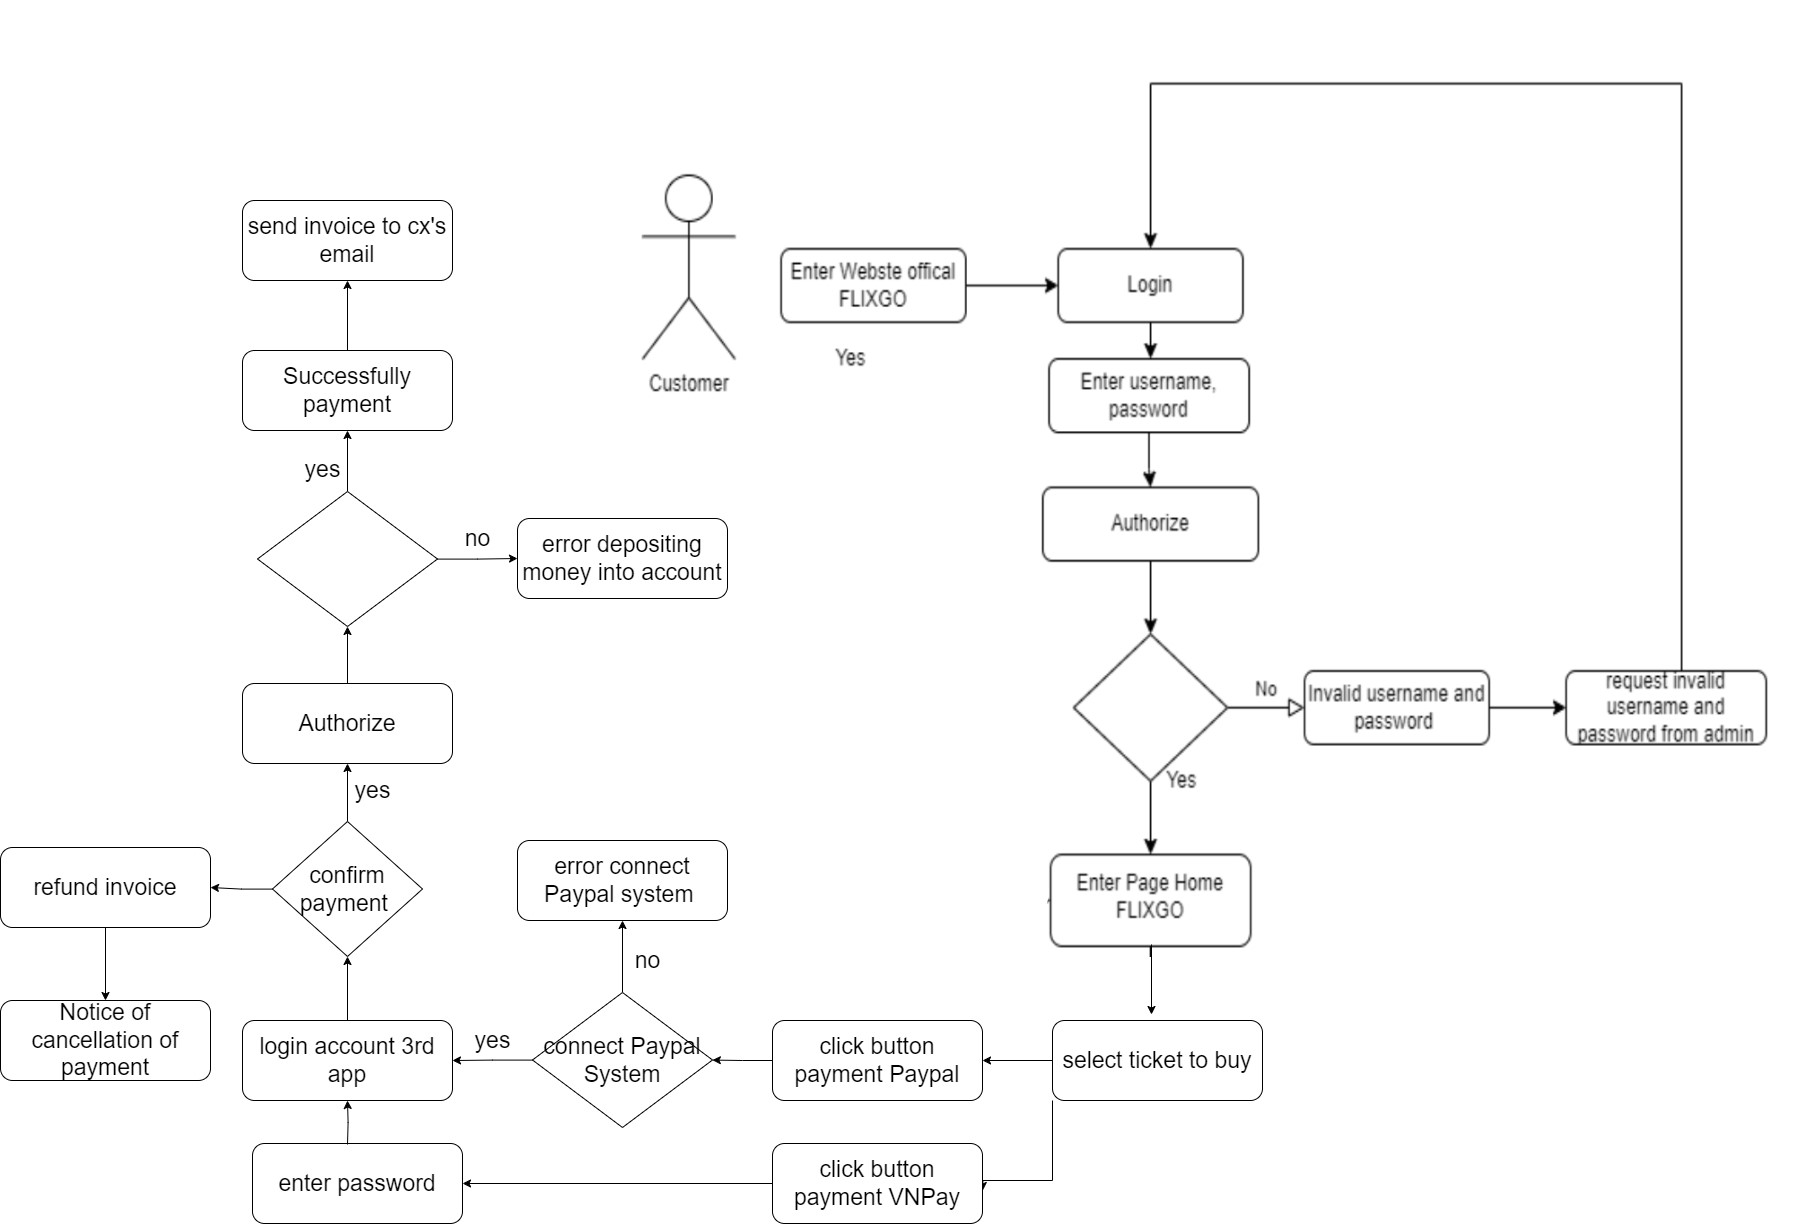 send invoice to cx's
email
Successfully
payment
yes
no
error depositing
money into account
Authorize
yes
confirm
payment
refund invoice
Notice of
cancellation of
payment
login account 3rd
app
enter password
yes
connect Paypal
System
no
error connect
Paypal system
click button
payment Paypal
click button
payment VNPay
Customer
Enter Webste offical
FLIXGO
Yes
Login
Enter username,
password
Authorize
No
Invalid username and
password
request invalid
username and
password from admin
Yes
Enter Page Home
FLIXGO
select ticket to buy